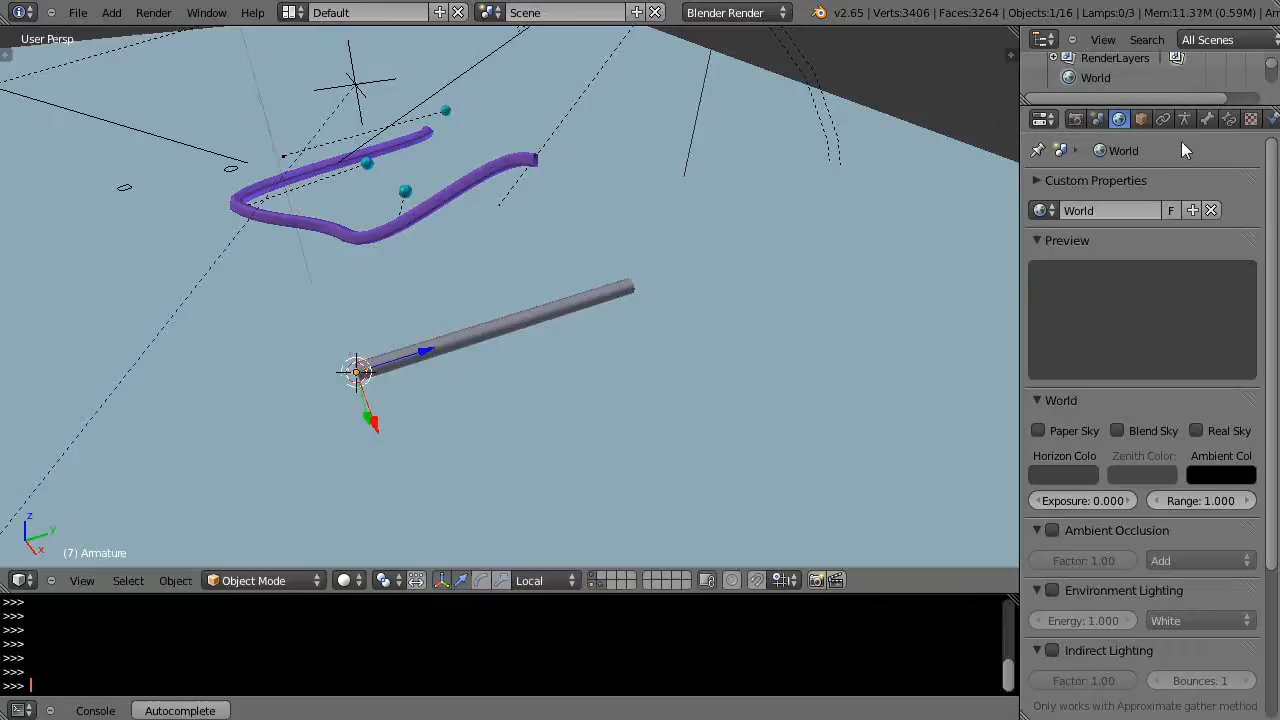 File Add Render Window Help Default Scene Blender Render v2.65 | Verts:3406 | Faces:3264 | Objects:1/16 | Lamps:0/3 | Mem:11.37M (0.59M) |
User Persp
View Search All Scenes
RenderLayers
World
World
Custom Properties
World F
Preview
World
Paper Sky Blend Sky Real Sky
Horizon Colo Zenith Color: Ambient Col
Exposure: 0.000 Range: 1.000
Ambient Occlusion
Factor: 1.00 Add
Environment Lighting
Energy: 1.000 White
Indirect Lighting
Factor: 1.00 Bounces: 1
Only works with Approximate gather method
z
y
x
(7) Armature
View Select Object Object Mode Local
>>>
>>>
>>>
>>>
>>>
>>>
>>>
Console Autocomplete